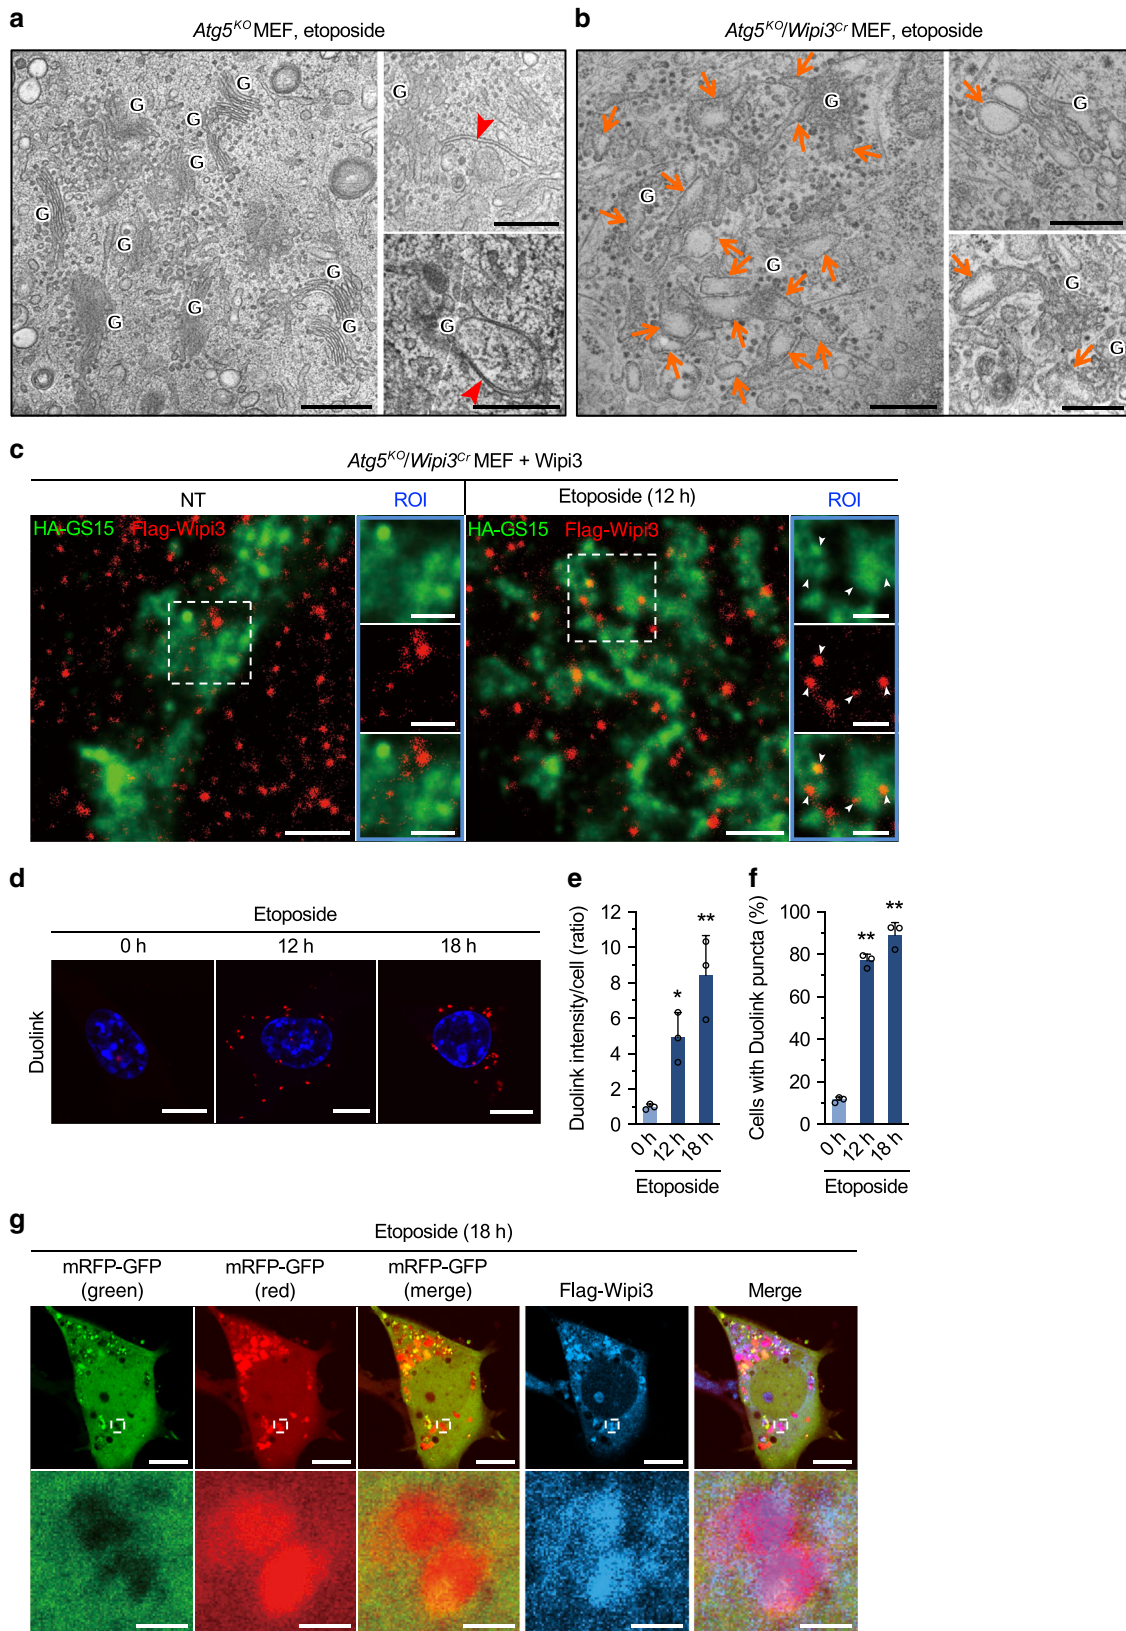 a
Atg5KO MEF, etoposide
G
G
G
G
G
G
G
G
G
G
G
G
b
Atg5KO/Wipi3Cr MEF, etoposide
G
G
G
G
G
G
c
Atg5KO/Wipi3Cr MEF + Wipi3
NT
ROI
Etoposide (12 h)
ROI
HA-GS15 Flag-Wipi3
HA-GS15 Flag-Wipi3
d
Etoposide
0 h 12 h 18 h
Duolink
e
Duolink intensity/cell (ratio)
12
10
8
6
4
2
0
*
**
0 h 12 h 18 h
Etoposide
f
Cells with Duolink puncta (%)
100
80
60
40
20
0
**
**
0 h 12 h 18 h
Etoposide
g
Etoposide (18 h)
mRFP-GFP
(green)
mRFP-GFP
(red)
mRFP-GFP
(merge)
Flag-Wipi3
Merge